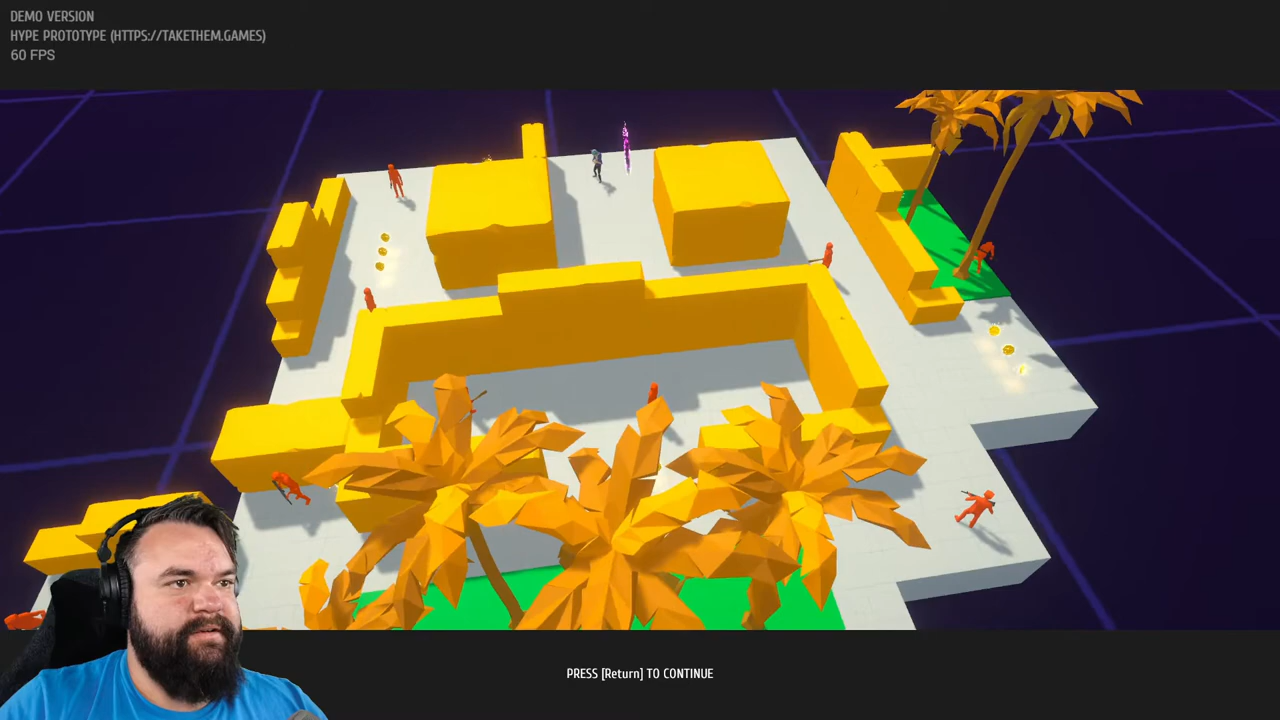 DEMO VERSION
HYPE PROTOTYPE (HTTPS://TAKETHEM.GAMES)
60 FPS
PRESS [Return] TO CONTINUE